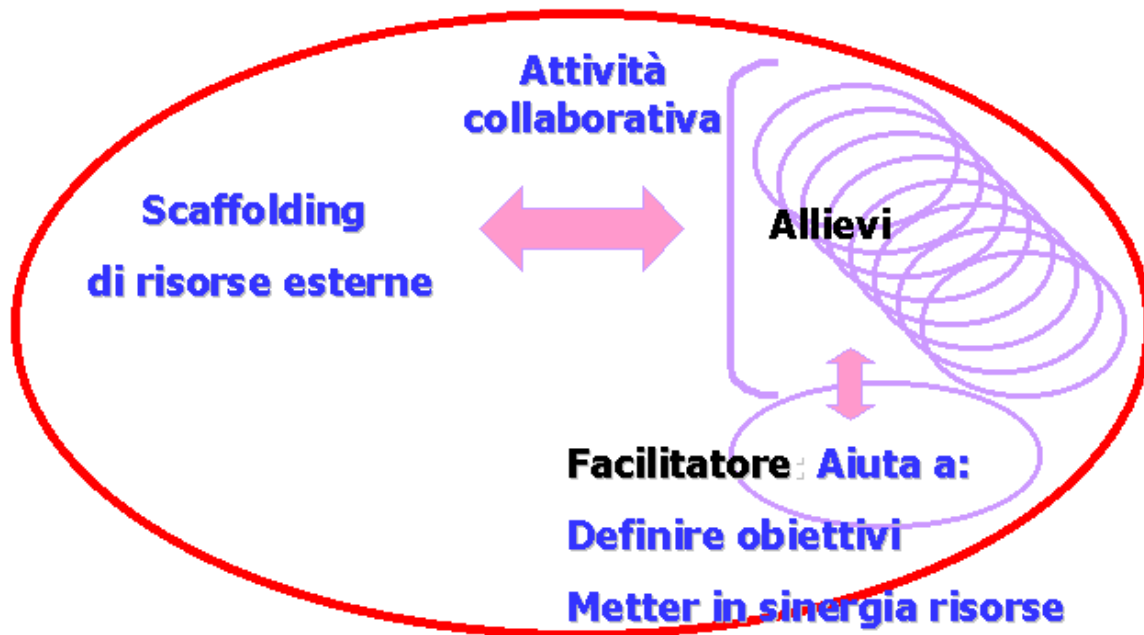 Attività
collaborativa
Scaffolding
di risorse esterne
Allievi
Facilitatore: Aiuta a:
Definire obiettivi
Metter in sinergia risorse